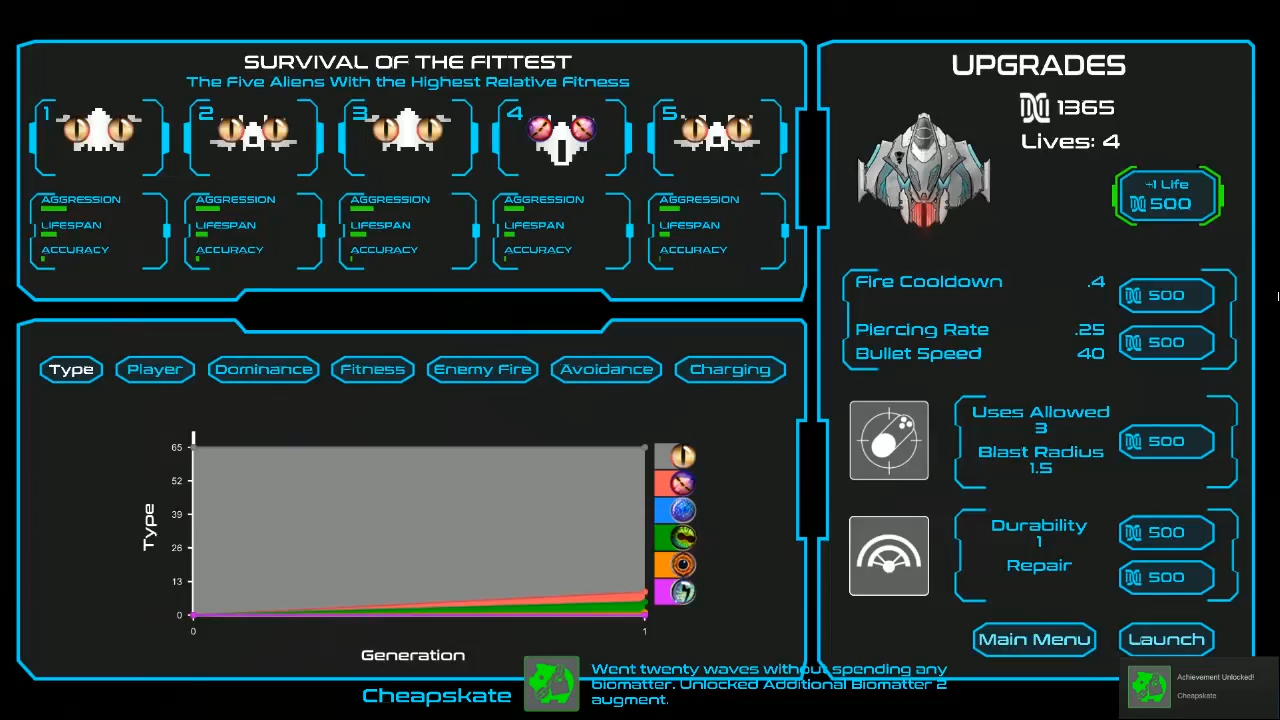 SURVIVAL OF THE FITTEST
The Five Aliens With the Highest Relative Fitness
1
2
3
4
5
AGGRESSION
LIFESPAN
ACCURACY
AGGRESSION
LIFESPAN
ACCURACY
AGGRESSION
LIFESPAN
ACCURACY
AGGRESSION
LIFESPAN
ACCURACY
AGGRESSION
LIFESPAN
ACCURACY
Type
Player
Dominance
Fitness
Enemy Fire
Avoidance
Charging
Type
65
52
39
26
13
0
0
1
Generation
UPGRADES
1365
Lives: 4
+1 Life
500
Fire Cooldown .4
500
Piercing Rate .25
Bullet Speed 40
500
Uses Allowed
3
Blast Radius
1.5
500
Durability
1
500
Repair
500
Main Menu
Launch
Cheapskate
Went twenty waves without spending any
biomatter. Unlocked Additional Biomatter 2
augment.
Achievement Unlocked!
Cheapskate